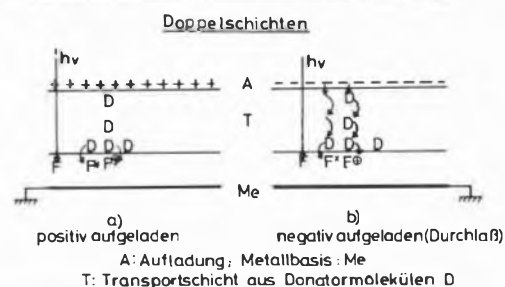 Doppelschichten
hν hν
+ + + + + + + + + + + A – – – – – – – – –
D D
D T D
D D D D D D
F F* F* F F* F⊕
Me
a) b)
positiv aufgeladen negativ aufgeladen (Durchlaß)
A: Aufladung; Metallbasis: Me
T: Transportschicht aus Donatormolekülen D